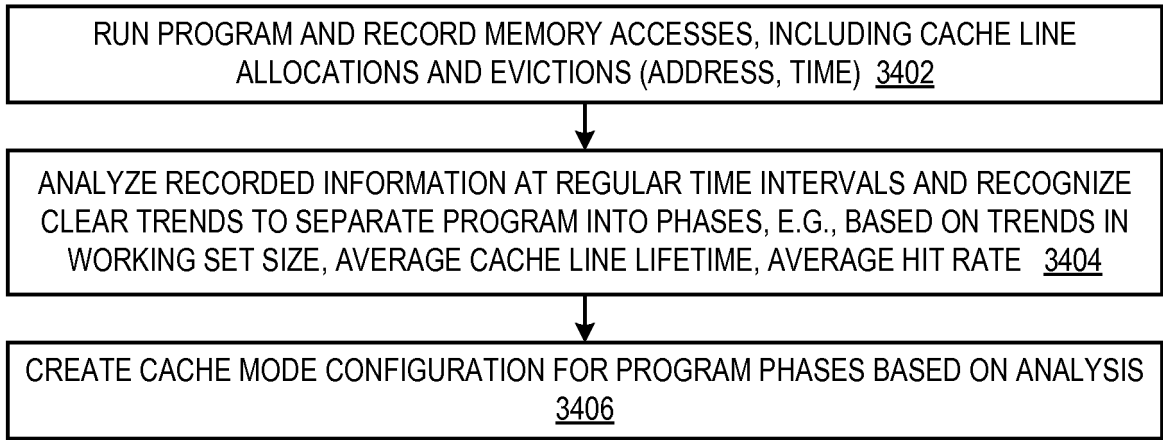 RUN PROGRAM AND RECORD MEMORY ACCESSES, INCLUDING CACHE LINE
ALLOCATIONS AND EVICTIONS (ADDRESS, TIME) 3402
ANALYZE RECORDED INFORMATION AT REGULAR TIME INTERVALS AND RECOGNIZE
CLEAR TRENDS TO SEPARATE PROGRAM INTO PHASES, E.G., BASED ON TRENDS IN
WORKING SET SIZE, AVERAGE CACHE LINE LIFETIME, AVERAGE HIT RATE 3404
CREATE CACHE MODE CONFIGURATION FOR PROGRAM PHASES BASED ON ANALYSIS
3406